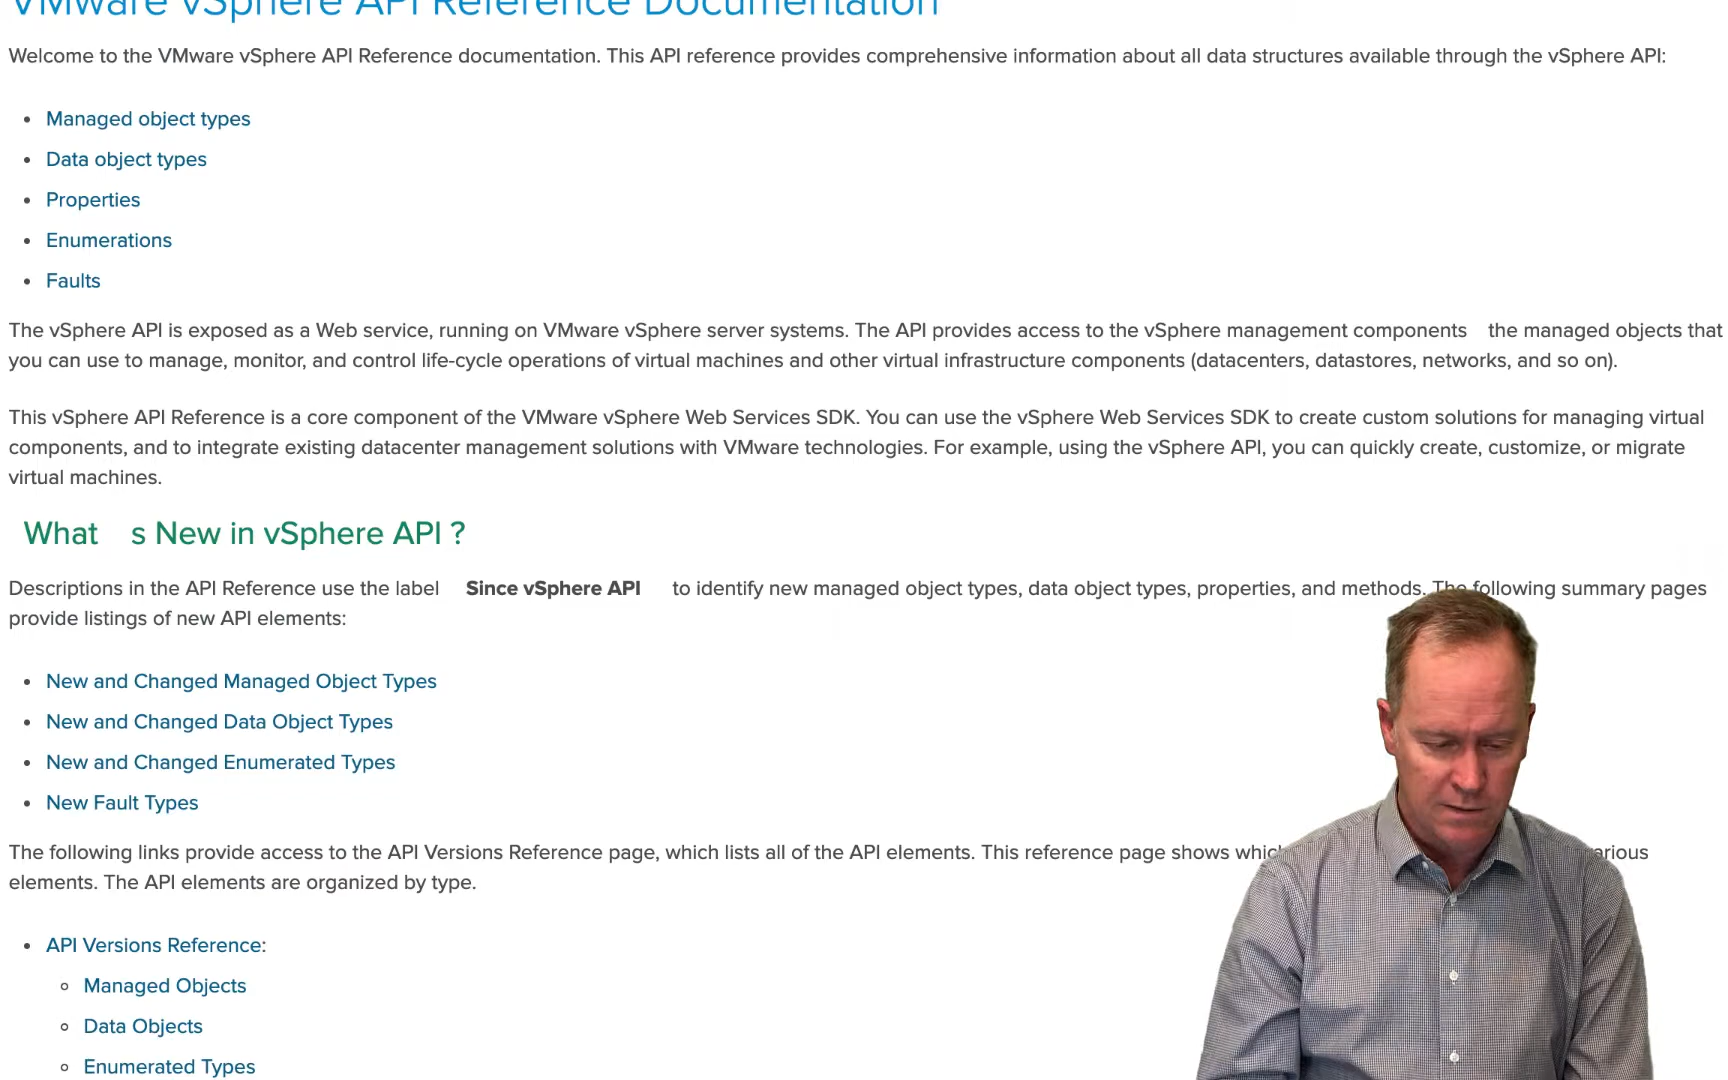 VMware vSphere API Reference Documentation
Welcome to the VMware vSphere API Reference documentation. This API reference provides comprehensive information about all data structures available through the vSphere API:
Managed object types
Data object types
Properties
Enumerations
Faults
The vSphere API is exposed as a Web service, running on VMware vSphere server systems. The API provides access to the vSphere management components the managed objects that
you can use to manage, monitor, and control life-cycle operations of virtual machines and other virtual infrastructure components (datacenters, datastores, networks, and so on).
This vSphere API Reference is a core component of the VMware vSphere Web Services SDK. You can use the vSphere Web Services SDK to create custom solutions for managing virtual
components, and to integrate existing datacenter management solutions with VMware technologies. For example, using the vSphere API, you can quickly create, customize, or migrate
virtual machines.
What s New in vSphere API ?
Descriptions in the API Reference use the label Since vSphere API to identify new managed object types, data object types, properties, and methods. The following summary pages
provide listings of new API elements:
New and Changed Managed Object Types
New and Changed Data Object Types
New and Changed Enumerated Types
New Fault Types
The following links provide access to the API Versions Reference page, which lists all of the API elements. This reference page shows
elements. The API elements are organized by type.
API Versions Reference:
Managed Objects
Data Objects
Enumerated Types